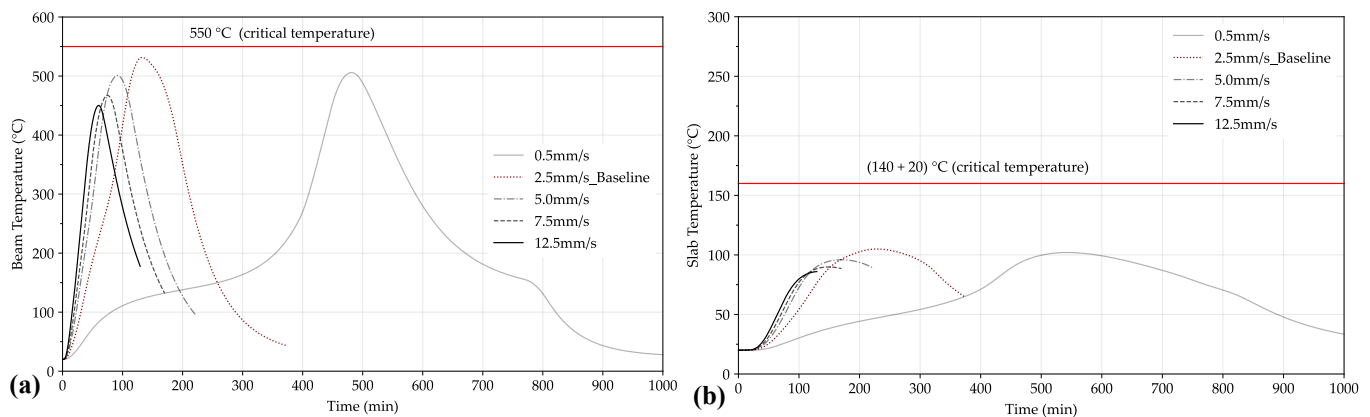 600
550
500
400
300
200
100
0
Beam Temperature (°C)
550 °C (critical temperature)
0.5mm/s
2.5mm/s_Baseline
5.0mm/s
7.5mm/s
12.5mm/s
0 100 200 300 400 500 600 700 800 900 1000
Time (min)
(a)
300
250
200
150
100
50
0
Slab Temperature (°C)
0.5mm/s
2.5mm/s_Baseline
5.0mm/s
7.5mm/s
12.5mm/s
(140 + 20) °C (critical temperature)
0 100 200 300 400 500 600 700 800 900 1000
Time (min)
(b)